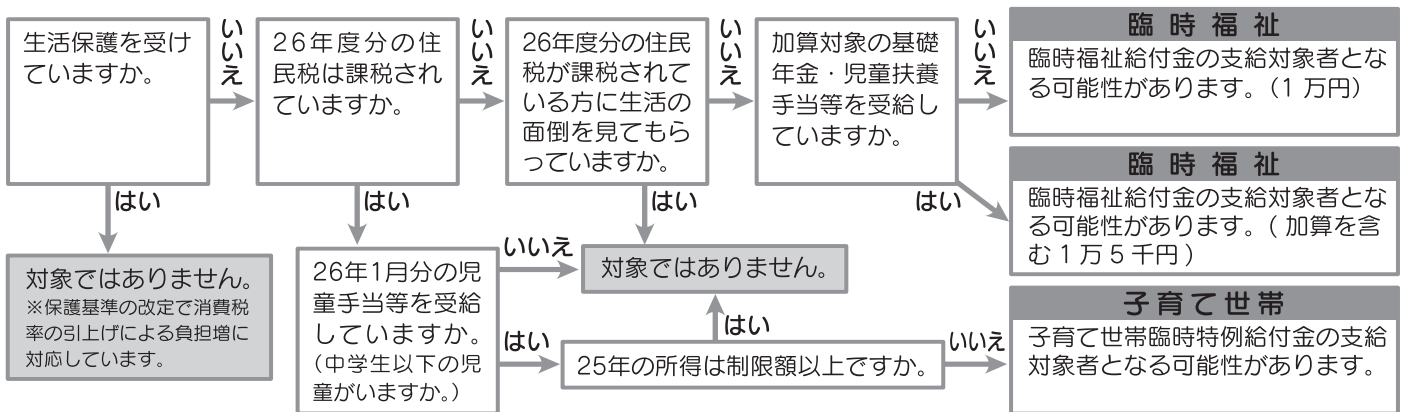 生活保護を受け
ていますか。
いいえ
はい
対象ではありません。
※保護基準の改定で消費税
率の引上げによる負担増に
対応しています。
26年度分の住
民税は課税され
ていますか。
いいえ
はい
26年1月分の児
童手当等を受給
していますか。
(中学生以下の児
童がいますか。)
いいえ
はい
26年度分の住民
税が課税されて
いる方に生活の
面倒を見てもら
っていますか。
いいえ
はい
対象ではありません。
はい
25年の所得は制限額以上ですか。
いいえ
加算対象の基礎
年金・児童扶養
手当等を受給し
ていますか。
いいえ
はい
臨時福祉
臨時福祉給付金の支給対象者とな
る可能性があります。(1万円)
臨時福祉
臨時福祉給付金の支給対象者とな
る可能性があります。(加算を含
む1万5千円)
子育て世帯
子育て世帯臨時特例給付金の支給
対象者となる可能性があります。